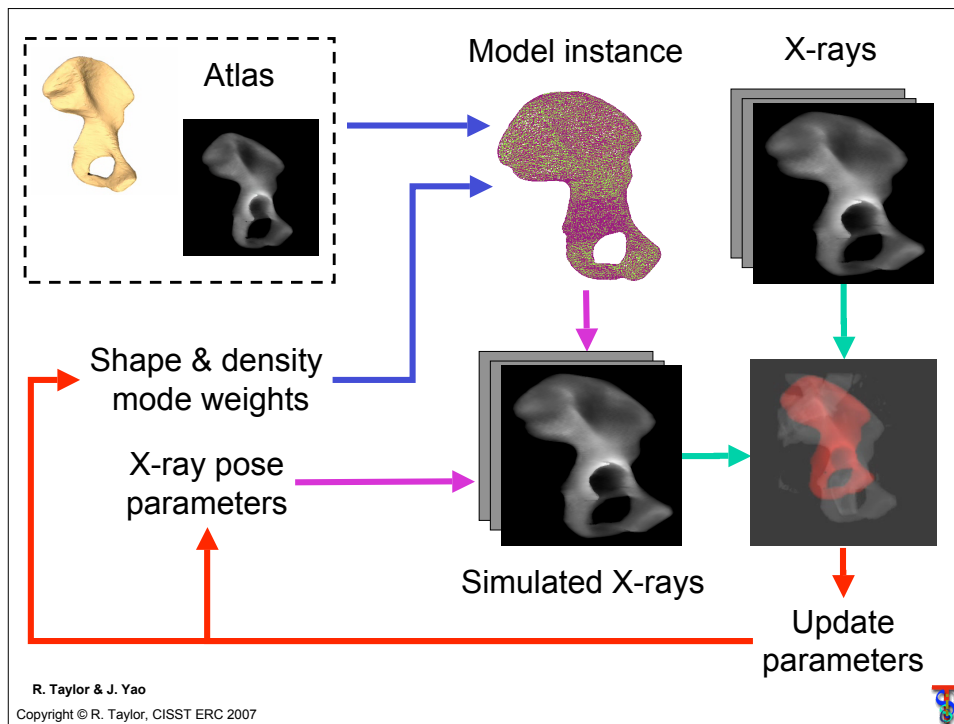 Atlas
Model instance
X-rays
Shape & density
mode weights
X-ray pose
parameters
Simulated X-rays
Update
parameters
R. Taylor & J. Yao
Copyright © R. Taylor, CISST ERC 2007